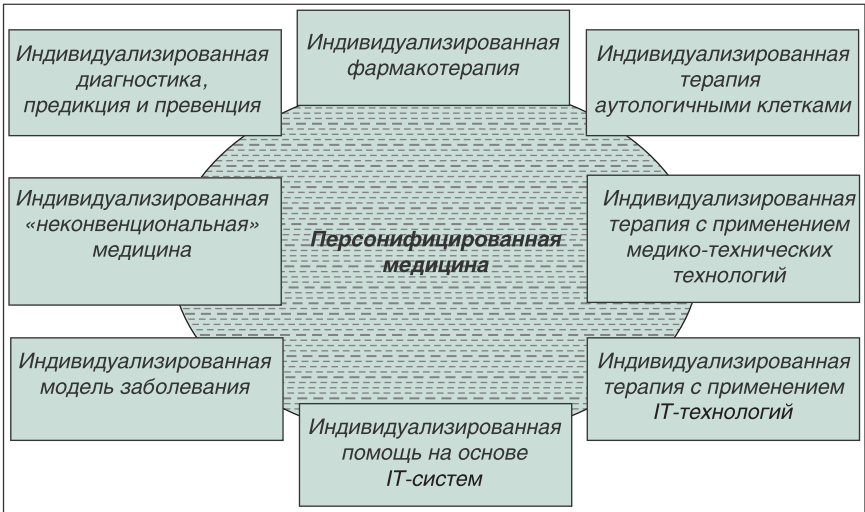 Индивидуализированная
диагностика,
предикция и превенция
Индивидуализированная
фармакотерапия
Индивидуализированная
терапия
аутологичными клетками
Индивидуализированная
«неконвенциональная»
медицина
Персонифицированная
медицина
Индивидуализированная
терапия с применением
медико-технических
технологий
Индивидуализированная
модель заболевания
Индивидуализированная
помощь на основе
IT-систем
Индивидуализированная
терапия с применением
IT-технологий